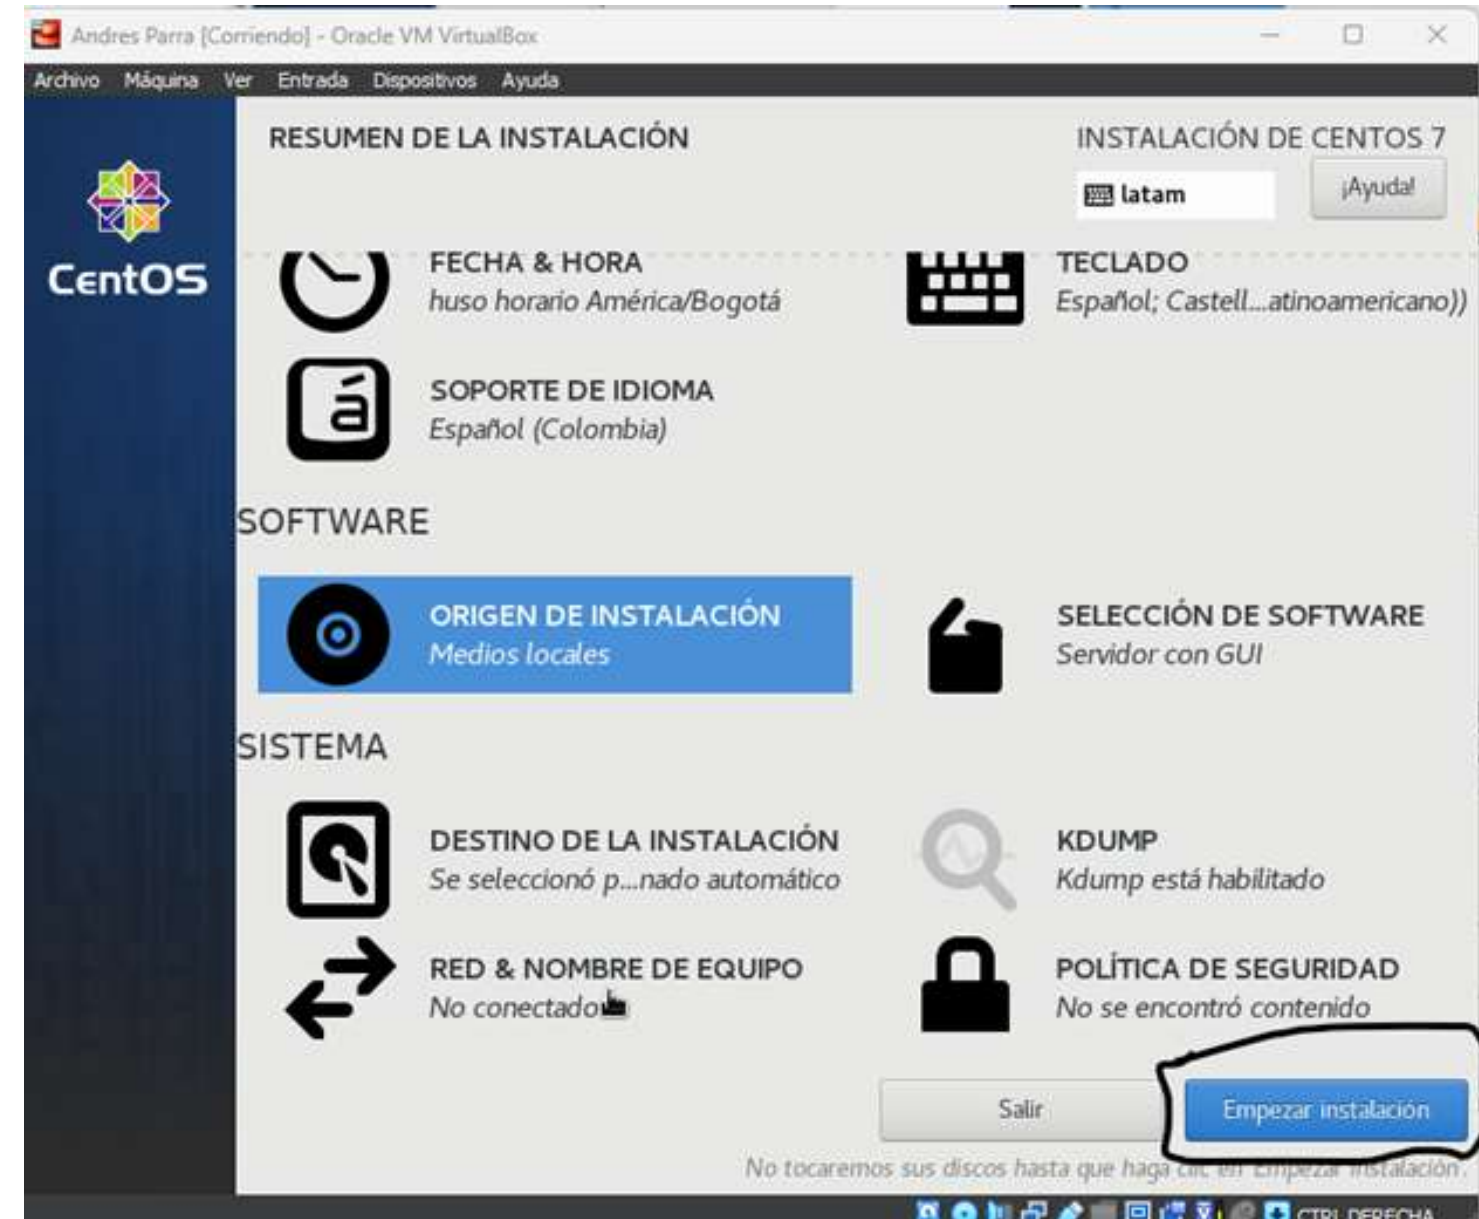 Andres Parra [Corriendo] - Oracle VM VirtualBox
Archivo Máquina Ver Entrada Dispositivos Ayuda
RESUMEN DE LA INSTALACIÓN
INSTALACIÓN DE CENTOS 7
latam
¡Ayuda!
CentOS
FECHA & HORA
huso horario América/Bogotá
TECLADO
Español; Castell...atinoamericano))
SOPORTE DE IDIOMA
Español (Colombia)
SOFTWARE
ORIGEN DE INSTALACIÓN
Medios locales
SELECCIÓN DE SOFTWARE
Servidor con GUI
SISTEMA
DESTINO DE LA INSTALACIÓN
Se seleccionó p...nado automático
KDUMP
Kdump está habilitado
RED & NOMBRE DE EQUIPO
No conectado
POLÍTICA DE SEGURIDAD
No se encontró contenido
Salir
Empezar instalación
No tocaremos sus discos hasta que haga clic en 'Empezar instalación'.
CTRL DERECHA